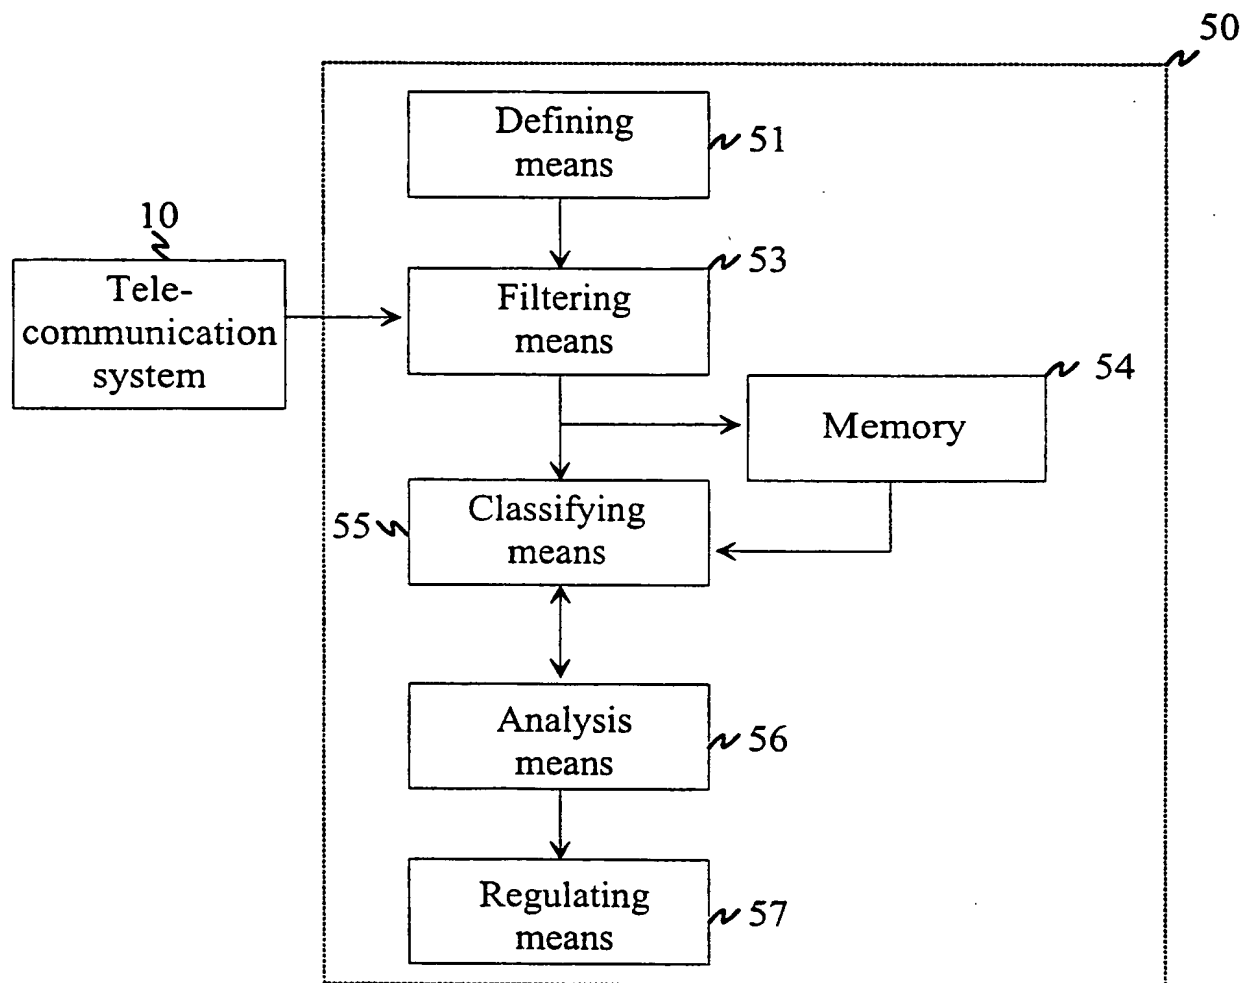 50
Defining
means
51
10
Tele-
communication
system
53
Filtering
means
54
Memory
55
Classifying
means
Analysis
means
56
Regulating
means
57